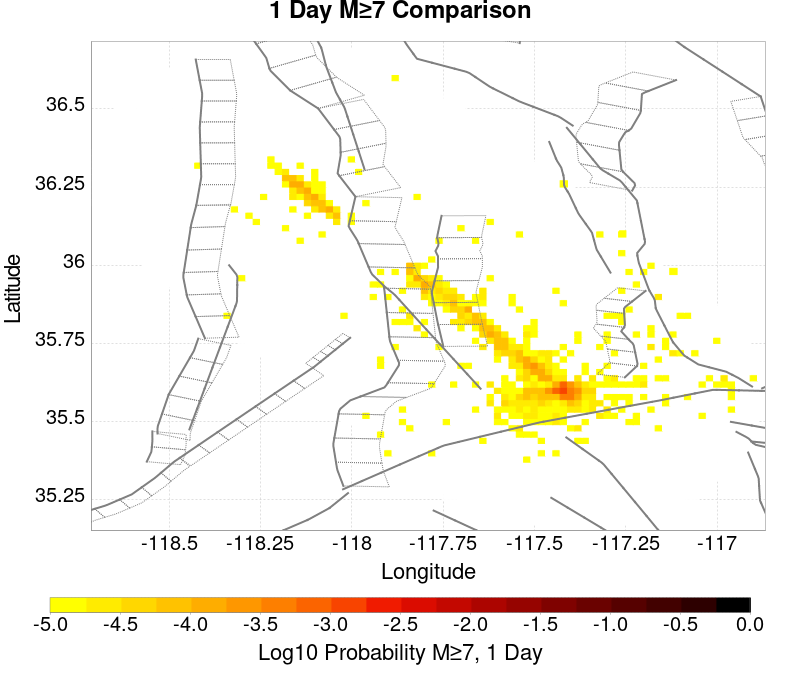 1 Day M≥7 Comparison
36.5
36.25
36
35.75
35.5
35.25
Latitude
-118.5 -118.25 -118 -117.75 -117.5 -117.25 -117
Longitude
-5.0 -4.5 -4.0 -3.5 -3.0 -2.5 -2.0 -1.5 -1.0 -0.5 0.0
Log10 Probability M≥7, 1 Day